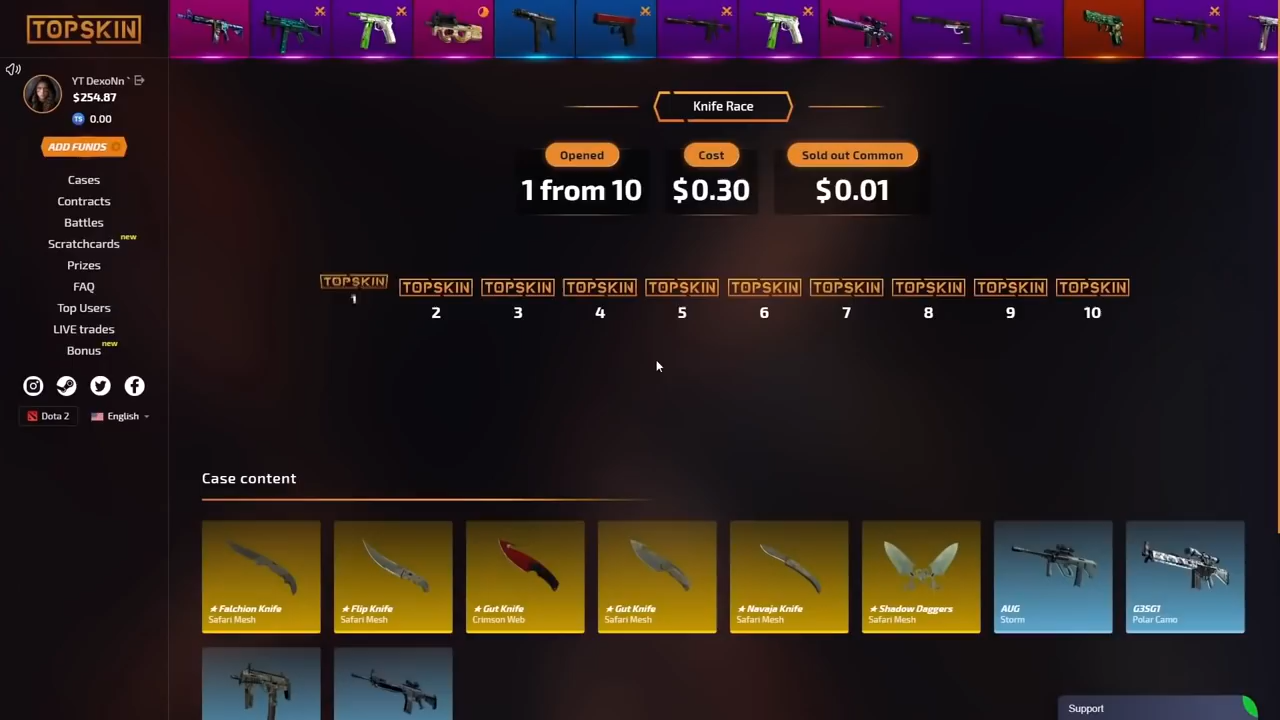 TOPSKIN
YT DexoNn `
$254.87
TS 0.00
ADD FUNDS
Cases
Contracts
Battles
Scratchcards new
Prizes
FAQ
Top Users
LIVE trades
Bonus new
Dota 2
English
Knife Race
Opened
1 from 10
Cost
$0.30
Sold out Common
$0.01
TOPSKIN TOPSKIN TOPSKIN TOPSKIN TOPSKIN TOPSKIN TOPSKIN TOPSKIN TOPSKIN TOPSKIN
1 2 3 4 5 6 7 8 9 10
Case content
★ Falchion Knife
Safari Mesh
★ Flip Knife
Safari Mesh
★ Gut Knife
Crimson Web
★ Gut Knife
Safari Mesh
★ Navaja Knife
Safari Mesh
★ Shadow Daggers
Safari Mesh
AUG
Storm
G3SG1
Polar Camo
Support